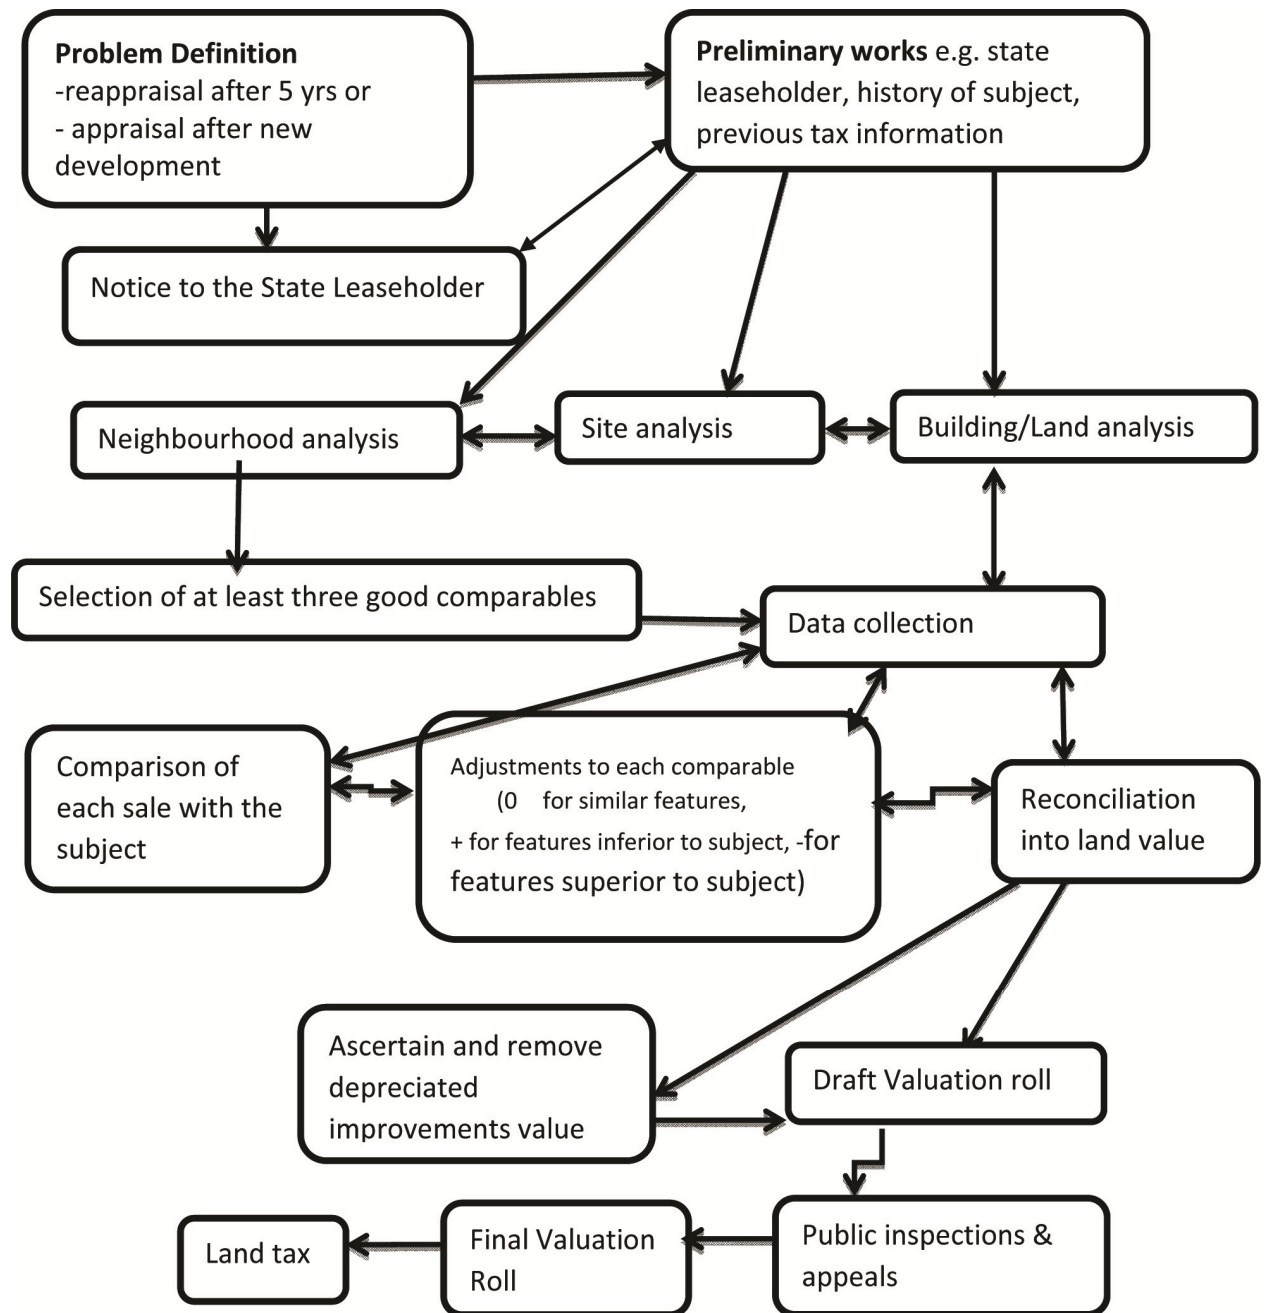 Problem Definition
-reappraisal after 5 yrs or
- appraisal after new
development
Preliminary works e.g. state
leaseholder, history of subject,
previous tax information
Notice to the State Leaseholder
Neighbourhood analysis
Site analysis
Building/Land analysis
Selection of at least three good comparables
Data collection
Comparison of
each sale with the
subject
Adjustments to each comparable
(0 for similar features,
+ for features inferior to subject, -for
features superior to subject)
Reconciliation
into land value
Ascertain and remove
depreciated
improvements value
Draft Valuation roll
Land tax
Final Valuation
Roll
Public inspections &
appeals